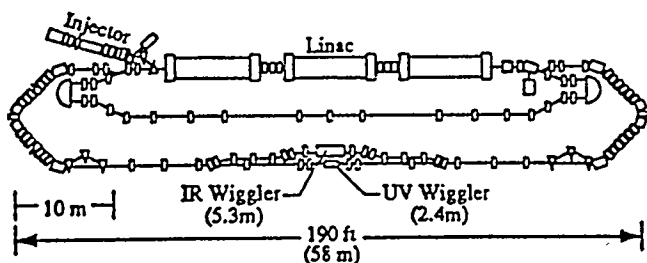 Injector
Linac
IR Wiggler
(5.3m)
UV Wiggler
(2.4m)
10 m
190 ft
(58 m)